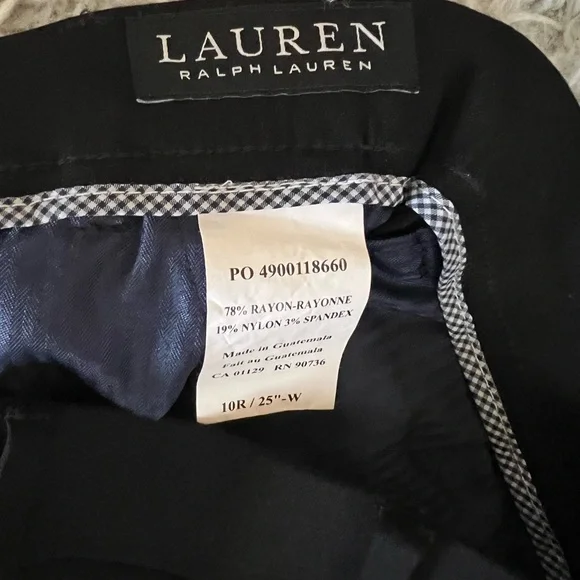 LAUREN
RALPH LAUREN
PO 4900118660
78% RAYON-RAYONNE
19% NYLON 3% SPANDEX
Made in Guatemala
Fait au Guatemala
CA 01129 RN 90736
10R / 25"-W